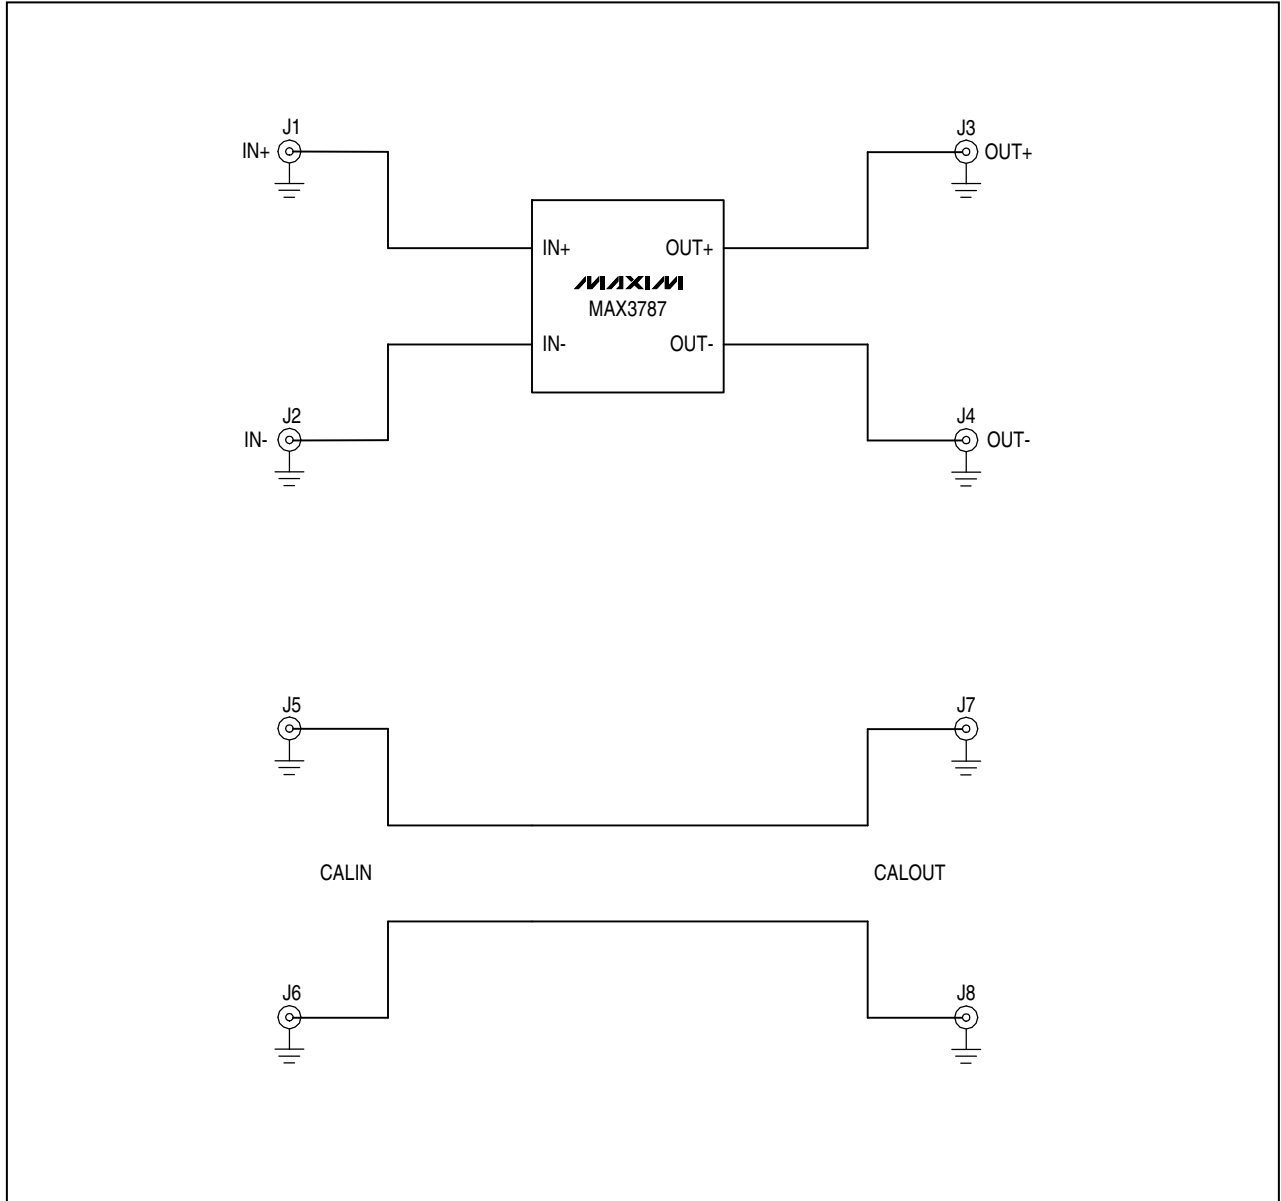 J1
IN+
J3
OUT+
IN+ OUT+
MAXIM
MAX3787
IN- OUT-
J2
IN-
J4
OUT-
J5
J7
CALIN
CALOUT
J6
J8